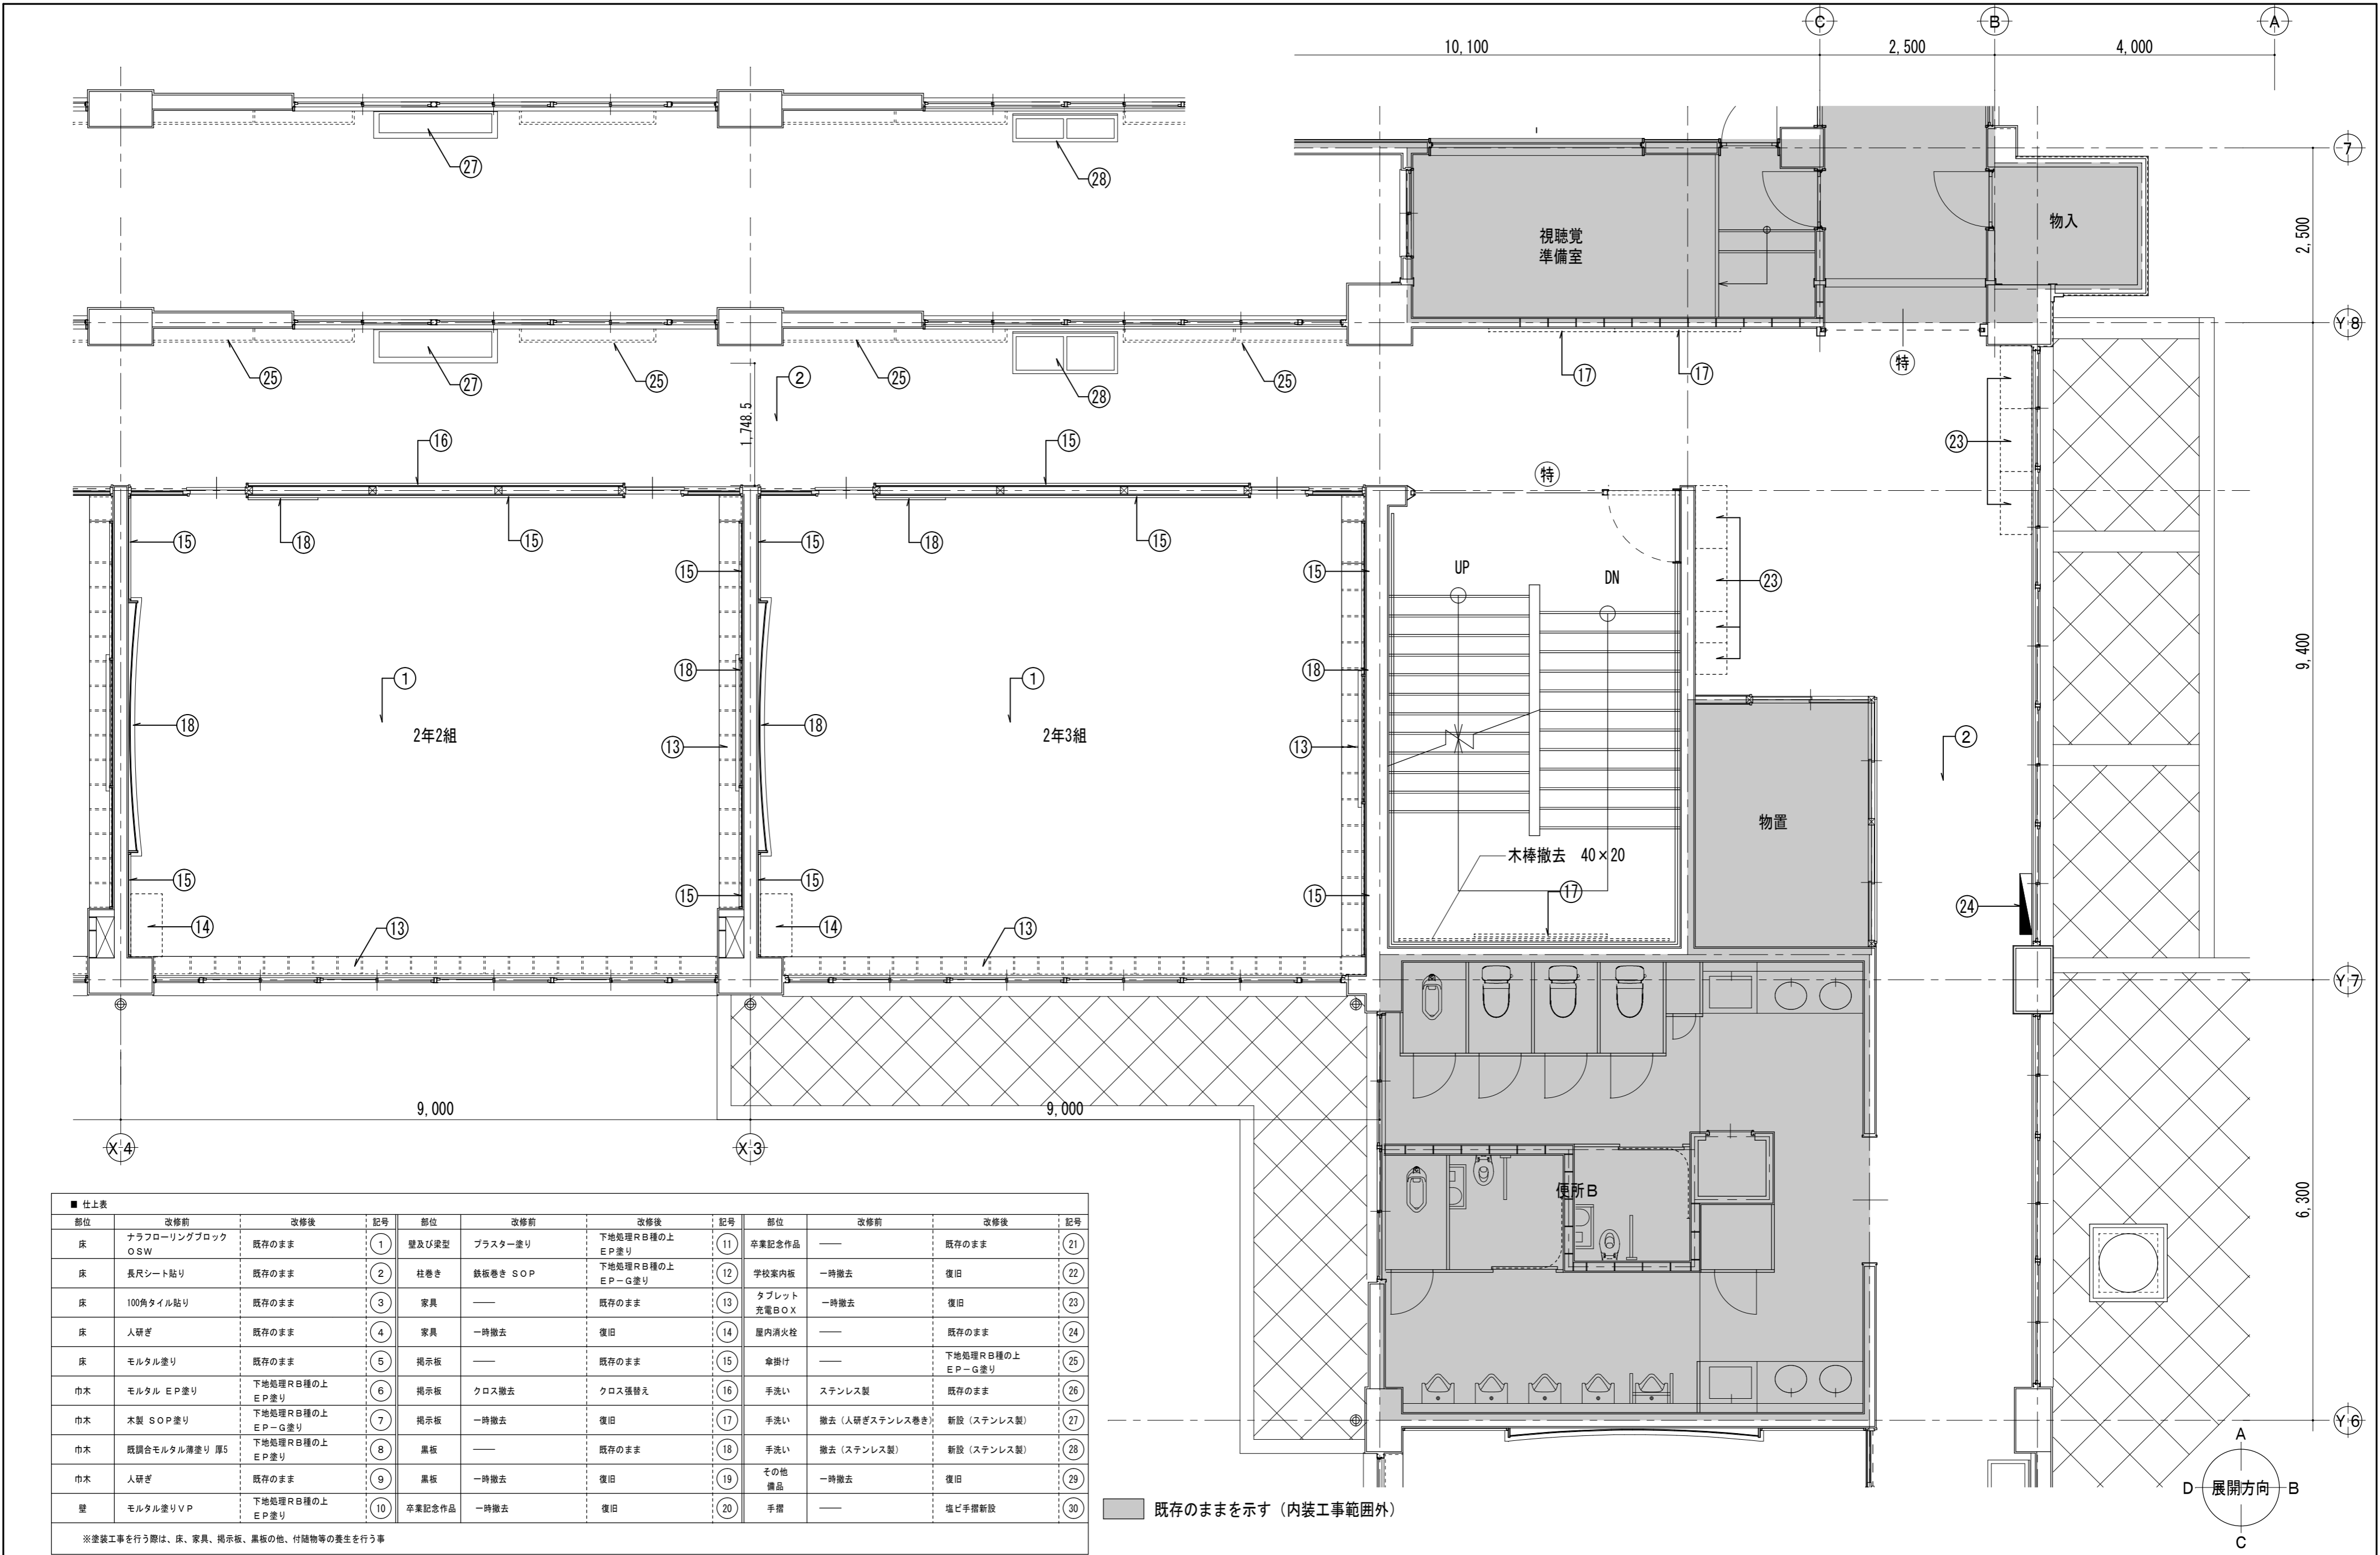 C
B
A
10,100
2,500
4,000
7
27
28
視聴覚
準備室
物入
2,500
Y8
25
27
25
2
25
28
25
17
17
特
23
1,748.5
16
15
特
15
18
15
15
18
15
15
15
UP
DN
23
18
18
1
1
18
2年2組
13
18
2年3組
13
2
物置
木棒撤去 40×20
15
15
15
15
17
14
13
14
13
24
9,400
Y7
9,000
9,000
X4
X3
便所B
6,300
Y6
■ 仕上表
部位 改修前 改修後 記号 部位 改修前 改修後 記号 部位 改修前 改修後 記号
床 ナラフローリングブロック OSW 既存のまま 1 壁及び梁型 プラスター塗り 下地処理RB種の上 EP塗り 11 卒業記念作品 ―― 既存のまま 21
床 長尺シート貼り 既存のまま 2 柱巻き 鉄板巻き SOP 下地処理RB種の上 EP-G塗り 12 学校案内板 一時撤去 復旧 22
床 100角タイル貼り 既存のまま 3 家具 ―― 既存のまま 13 タブレット 充電BOX 一時撤去 復旧 23
床 人研ぎ 既存のまま 4 家具 一時撤去 復旧 14 屋内消火栓 ―― 既存のまま 24
床 モルタル塗り 既存のまま 5 掲示板 ―― 既存のまま 15 傘掛け ―― 下地処理RB種の上 EP-G塗り 25
巾木 モルタル EP塗り 下地処理RB種の上 EP塗り 6 掲示板 クロス撤去 クロス張替え 16 手洗い ステンレス製 既存のまま 26
巾木 木製 SOP塗り 下地処理RB種の上 EP-G塗り 7 掲示板 一時撤去 復旧 17 手洗い 撤去(人研ぎステンレス巻き) 新設(ステンレス製) 27
巾木 既調合モルタル薄塗り 厚5 下地処理RB種の上 EP塗り 8 黒板 ―― 既存のまま 18 手洗い 撤去(ステンレス製) 新設(ステンレス製) 28
巾木 人研ぎ 既存のまま 9 黒板 一時撤去 復旧 19 その他 備品 一時撤去 復旧 29
壁 モルタル塗りVP 下地処理RB種の上 EP塗り 10 卒業記念作品 一時撤去 復旧 20 手摺 ―― 塩ビ手摺新設 30
※塗装工事を行う際は、床、家具、掲示板、黒板の他、付随物等の養生を行う事
既存のままを示す(内装工事範囲外)
A
D 展開方向 B
C